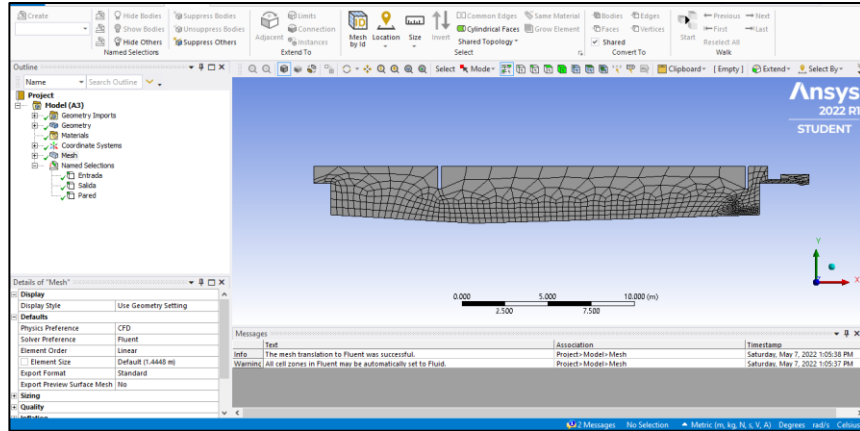 Create
Hide Bodies
Show Bodies
Hide Others
Suppress Bodies
Unsuppress Bodies
Suppress Others
Named Selections
Adjacent
Limits
Connection
Instances
Extend To
Mesh by Id
Location
Size
Invert
Common Edges
Cylindrical Faces
Shared Topology
Same Material
Grow Element
Select
Bodies
Edges
Faces
Vertices
Shared
Convert To
Start
Previous
Next
First
Last
Reselect All
Walk
Outline
Name
Search Outline
Select
Mode
Clipboard
[Empty]
Extend
Select By
Project
Model (A3)
Geometry Imports
Geometry
Materials
Coordinate Systems
Mesh
Named Selections
Entrada
Salida
Pared
Ansys
2022 R1
STUDENT
Y
X
0.000 5.000 10.000 (m)
2.500 7.500
Details of "Mesh"
Display
Display Style Use Geometry Setting
Defaults
Physics Preference CFD
Solver Preference Fluent
Element Order Linear
Element Size Default (1.4448 m)
Export Format Standard
Export Preview Surface Mesh No
Sizing
Quality
Messages
Text Association Timestamp
Info The mesh translation to Fluent was successful. Project>Model>Mesh Saturday, May 7, 2022 1:05:38 PM
Warning All cell zones in Fluent may be automatically set to Fluid. Project>Model>Mesh Saturday, May 7, 2022 1:05:37 PM
2 Messages No Selection Metric (m, kg, N, s, V, A) Degrees rad/s Celsius